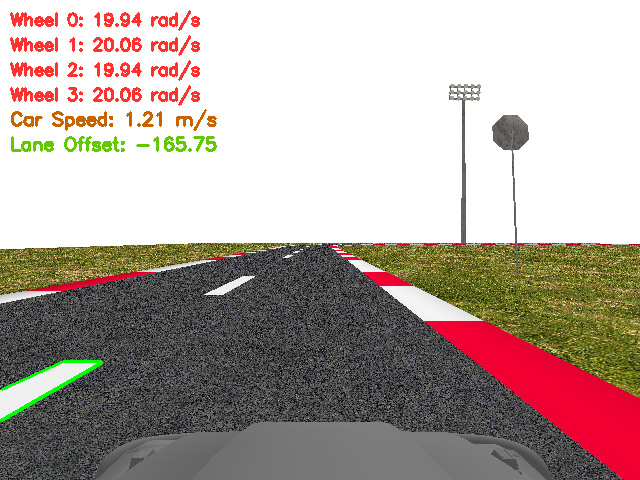 Wheel 0: 19.94 rad/s
Wheel 1: 20.06 rad/s
Wheel 2: 19.94 rad/s
Wheel 3: 20.06 rad/s
Car Speed: 1.21 m/s
Lane Offset: -165.75